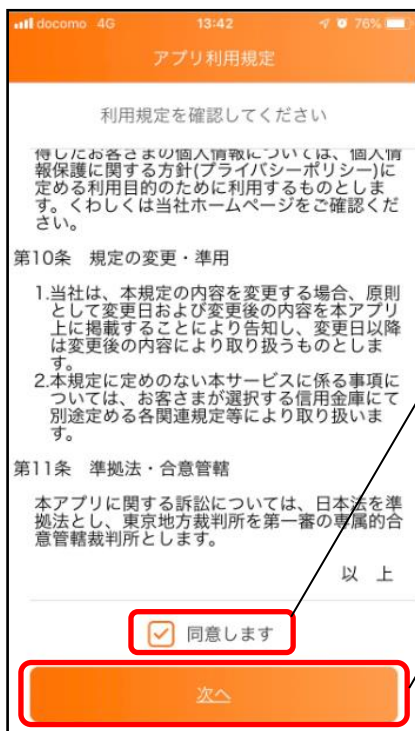 docomo 4G 13:42 76%
アプリ利用規定
利用規定を確認してください
得したお客さまの個人情報については、個人情
報保護に関する方針(プライバシーポリシー)に
定める利用目的のために利用するものとしま
す。くわしくは当社ホームページをご確認くだ
さい。
第10条 規定の変更・準用
1.当社は、本規定の内容を変更する場合、原則
として変更日および変更後の内容を本アプリ
上に掲載することにより告知し、変更日以降
は変更後の内容により取り扱うものとしま
す。
2.本規定に定めのない本サービスに係る事項に
ついては、お客さまが選択する信用金庫にて
別途定める各関連規定等により取り扱いま
す。
第11条 準拠法・合意管轄
本アプリに関する訴訟については、日本法を準
拠法とし、東京地方裁判所を第一審の専属的合
意管轄裁判所とします。
以 上
同意します
次へ